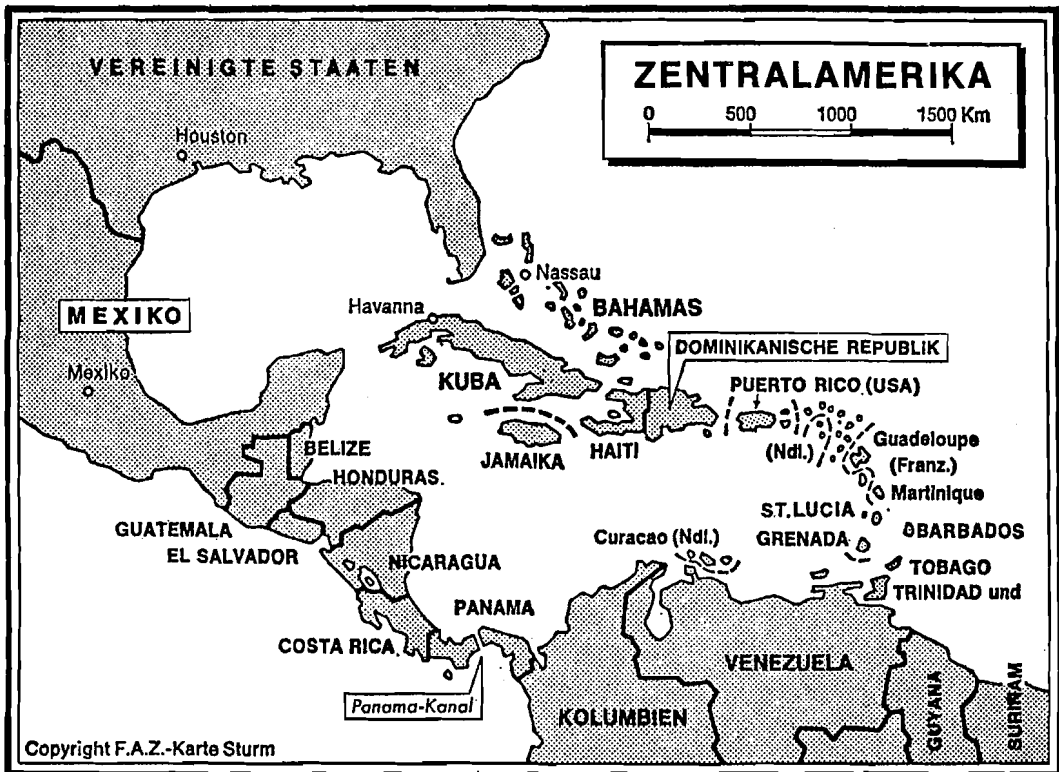 VEREINIGTE STAATEN
ZENTRALAMERIKA
0 500 1000 1500 Km
Houston
Nassau
BAHAMAS
Havanna
MEXIKO
Mexiko
KUBA
DOMINIKANISCHE REPUBLIK
PUERTO RICO (USA)
JAMAIKA
HAITI
(Ndl.)
Guadeloupe
(Franz.)
Martinique
BELIZE
HONDURAS
GUATEMALA
EL SALVADOR
NICARAGUA
ST. LUCIA
BARBADOS
Curacao (Ndl.)
GRENADA
TOBAGO
TRINIDAD und
PANAMA
COSTA RICA
Panama-Kanal
VENEZUELA
KOLUMBIEN
GUYANA
SURINAM
Copyright F.A.Z.-Karte Sturm